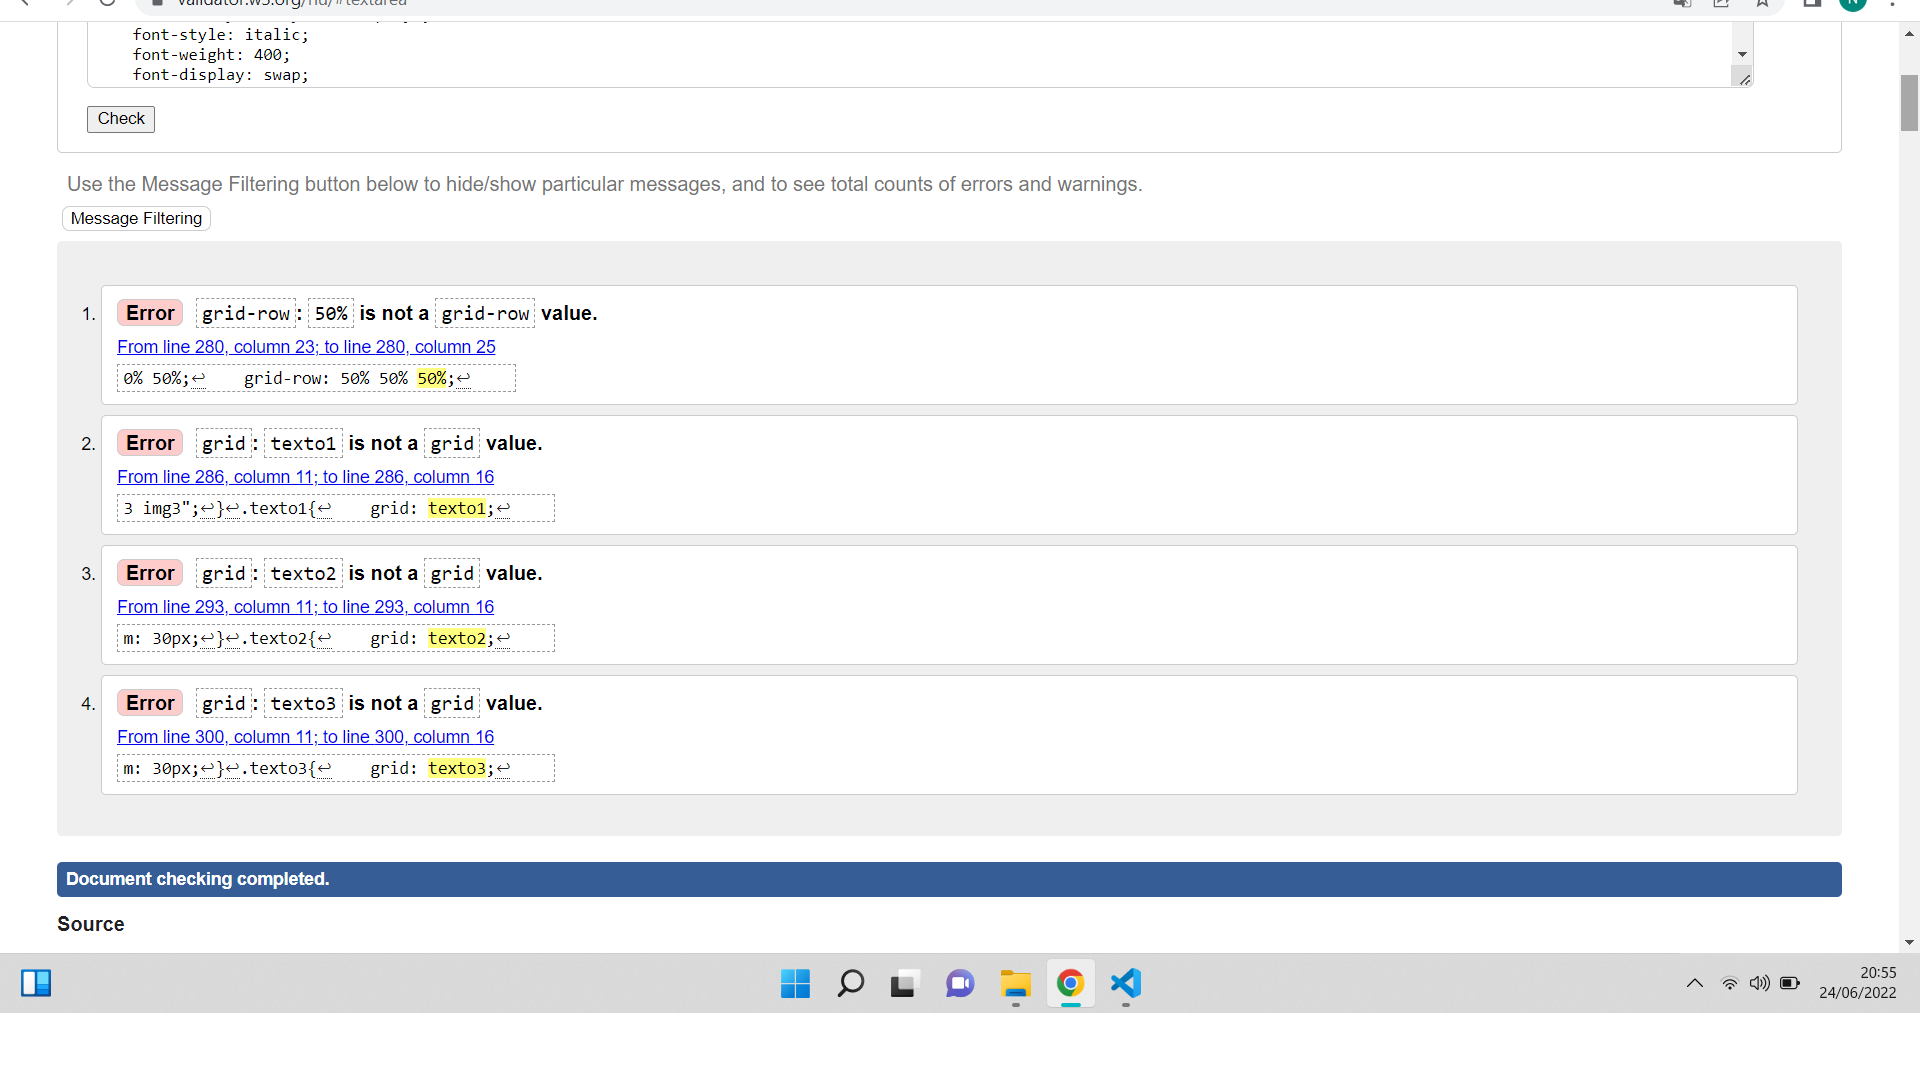 validator.w3.org/nu/#textarea
font-style: italic;
font-weight: 400;
font-display: swap;
Check
Use the Message Filtering button below to hide/show particular messages, and to see total counts of errors and warnings.
Message Filtering
1. Error grid-row: 50% is not a grid-row value.
From line 280, column 23; to line 280, column 25
0% 50%;↩    grid-row: 50% 50% 50%;↩
2. Error grid: texto1 is not a grid value.
From line 286, column 11; to line 286, column 16
3 img3";↩}↩.texto1{↩    grid: texto1;↩
3. Error grid: texto2 is not a grid value.
From line 293, column 11; to line 293, column 16
m: 30px;↩}↩.texto2{↩    grid: texto2;↩
4. Error grid: texto3 is not a grid value.
From line 300, column 11; to line 300, column 16
m: 30px;↩}↩.texto3{↩    grid: texto3;↩
Document checking completed.
Source
20:55
24/06/2022